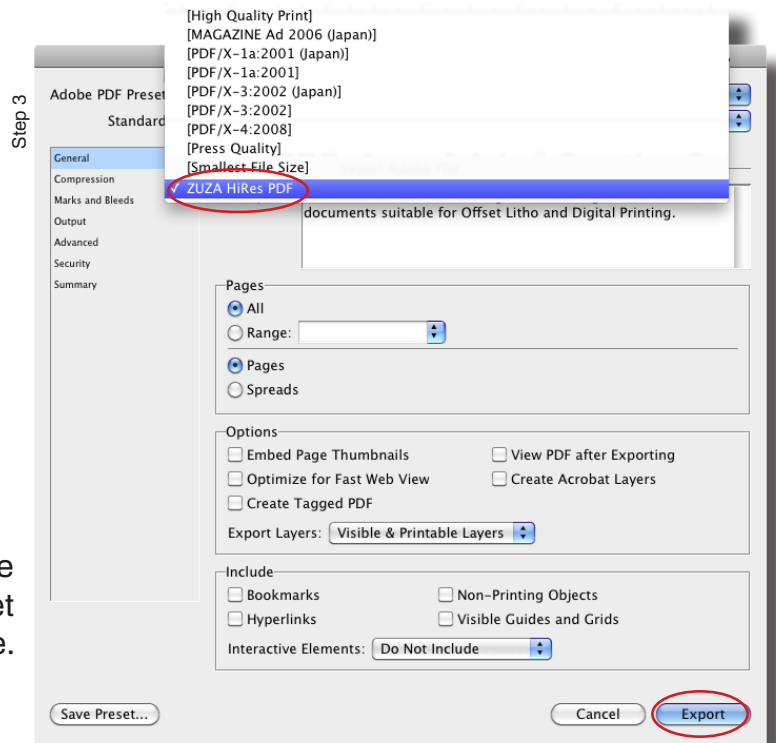 [High Quality Print]
[MAGAZINE Ad 2006 (Japan)]
[PDF/X-1a:2001 (Japan)]
[PDF/X-1a:2001]
[PDF/X-3:2002 (Japan)]
[PDF/X-3:2002]
[PDF/X-4:2008]
[Press Quality]
[Smallest File Size]
✓ ZUZA HiRes PDF
Step 3
Adobe PDF Preset
Standard
General
Compression
Marks and Bleeds
Output
Advanced
Security
Summary
documents suitable for Offset Litho and Digital Printing.
Pages
All
Range:
Pages
Spreads
Options
Embed Page Thumbnails View PDF after Exporting
Optimize for Fast Web View Create Acrobat Layers
Create Tagged PDF
Export Layers: Visible & Printable Layers
Include
Bookmarks Non-Printing Objects
Hyperlinks Visible Guides and Grids
Interactive Elements: Do Not Include
e
et
e.
Save Preset... Cancel Export